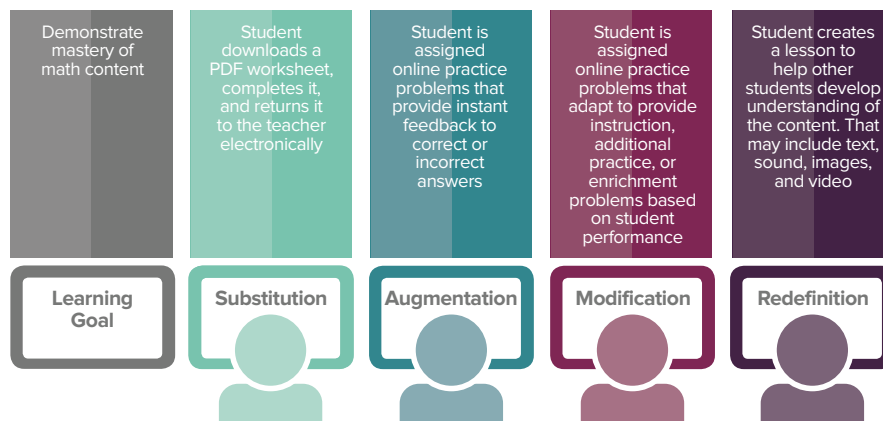 Demonstrate
mastery of
math content
Student
downloads a
PDF worksheet,
completes it,
and returns it
to the teacher
electronically
Student is
assigned
online practice
problems that
provide instant
feedback to
correct or
incorrect
answers
Student is
assigned
online practice
problems that
adapt to provide
instruction,
additional
practice, or
enrichment
problems based
on student
performance
Student creates
a lesson to
help other
students develop
understanding of
the content. That
may include text,
sound, images,
and video
Learning
Goal
Substitution
Augmentation
Modification
Redefinition